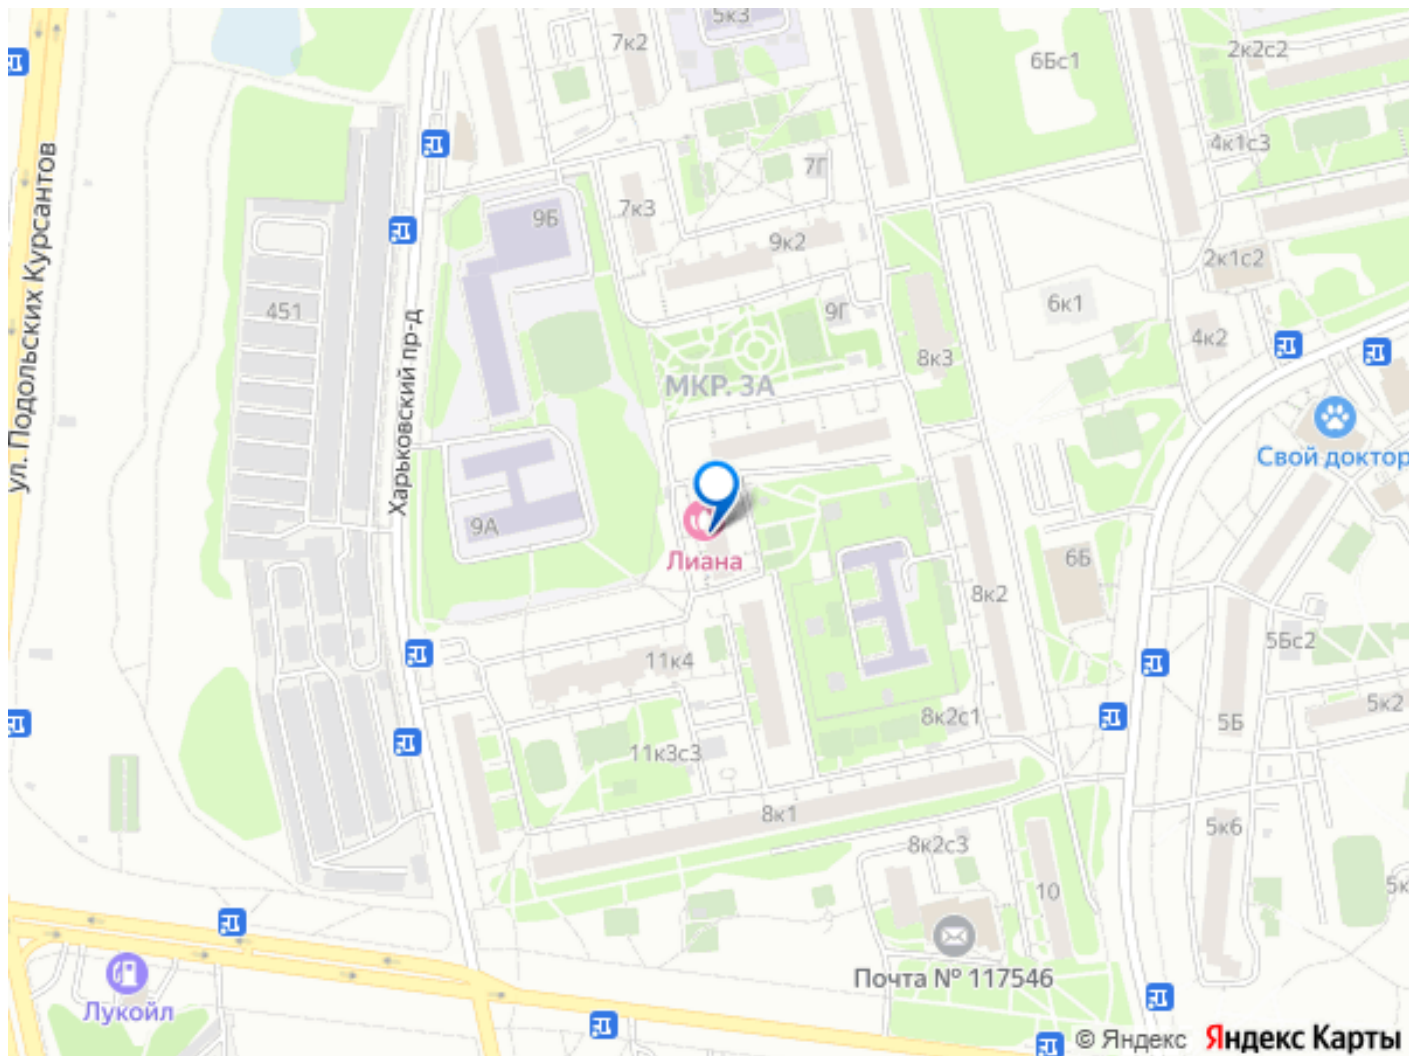 5к3
7к2
2к2с2
6Бс1
4к1с3
7Г
7к3
9Б
9к2
2к1с2
ул. Подольских Курсантов
451
6к1
9Г
4к2
8к3
Харьковский пр-д
МКР. 3А
Свой доктор
9А
Лиана
6Б
8к2
5Бс2
11к4
5к2
8к2с1
5Б
11к3с3
8к1
5к6
8к2с3
10
5к
Почта № 117546
Лукойл
© Яндекс Яндекс Карты